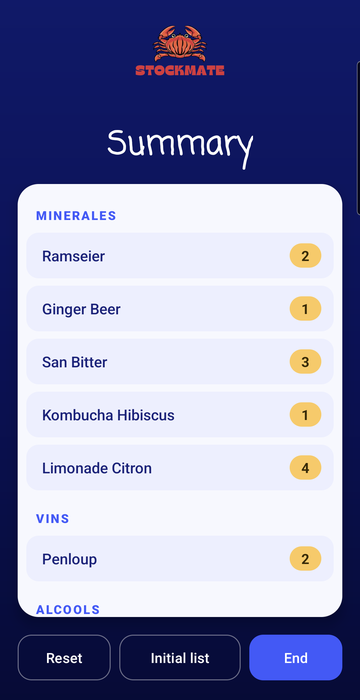 STOCKMATE
Summary
MINERALES
Ramseier 2
Ginger Beer 1
San Bitter 3
Kombucha Hibiscus 1
Limonade Citron 4
VINS
Penloup 2
ALCOOLS
Reset Initial list End